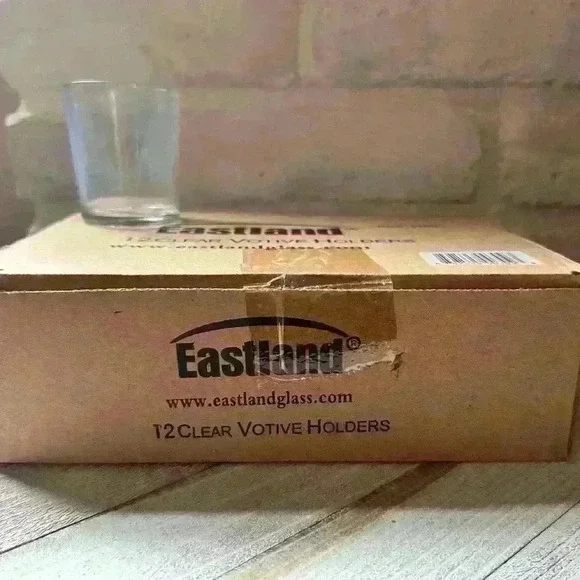 Eastland
12 CLEAR VOTIVE HOLDERS
Eastland®
www.eastlandglass.com
12 CLEAR VOTIVE HOLDERS